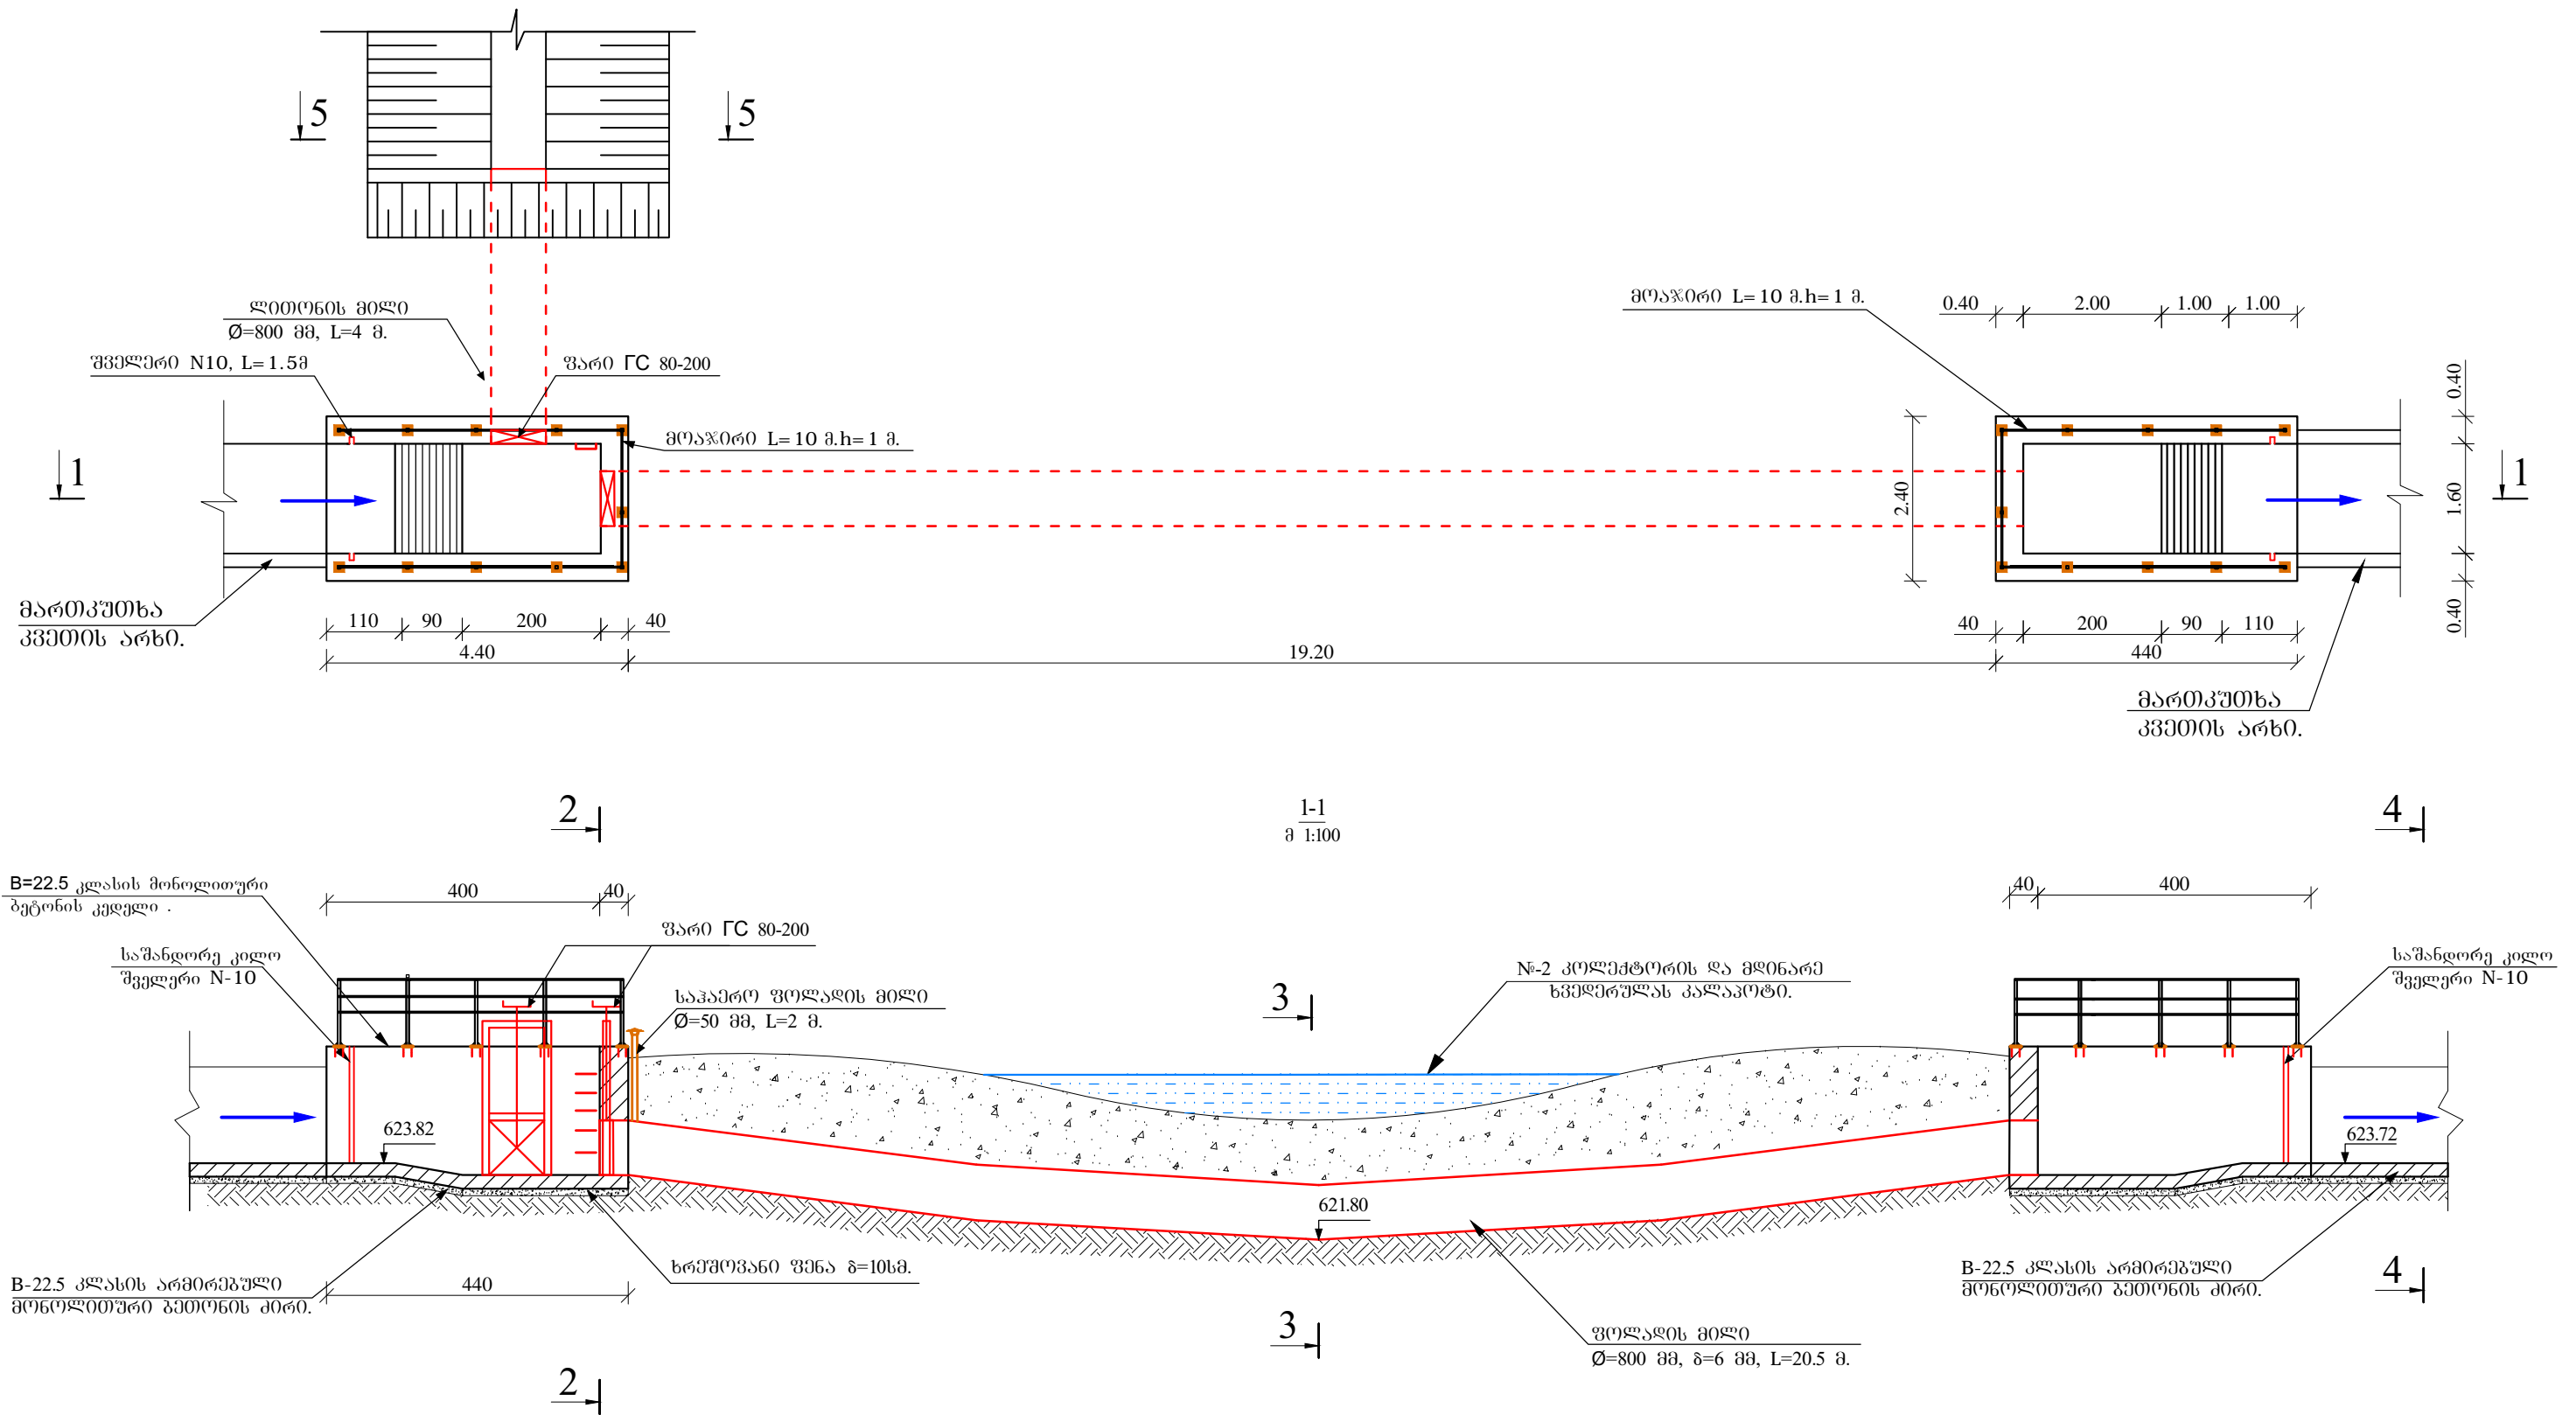 5
5
ლითონის მილი
Ø=800 მმ, L=4 მ.
შველერი N10, L=1.5მ
ფარი ГС 80-200
მოაჯირი L=10 მ.h=1 მ.
მოაჯირი L=10 მ.h=1 მ.
0.40
2.00
1.00
1.00
0.40
1.60
0.40
2.40
1
1
მართკუთხა
კვეთის არხი.
110
90
200
40
4.40
19.20
40
200
90
110
440
მართკუთხა
კვეთის არხი.
2
1-1
მ 1:100
4
B=22.5 კლასის მონოლითური
ბეტონის კედელი .
400
40
40
400
ფარი ГС 80-200
საშანდორე კილო
შველერი N-10
საჰაერო ფოლადის მილი
Ø=50 მმ, L=2 მ.
3
№-2 კოლექტორის და მდინარე
ხვედერულას კალაპოტი.
საშანდორე კილო
შველერი N-10
623.82
621.80
623.72
B-22.5 კლასის არმირებული
მონოლითური ბეთონის ძირი.
440
ხრეშოვანი ფენა δ=10სმ.
3
ფოლადის მილი
Ø=800 მმ, δ=6 მმ, L=20.5 მ.
B-22.5 კლასის არმირებული
მონოლითური ბეთონის ძირი.
4
2